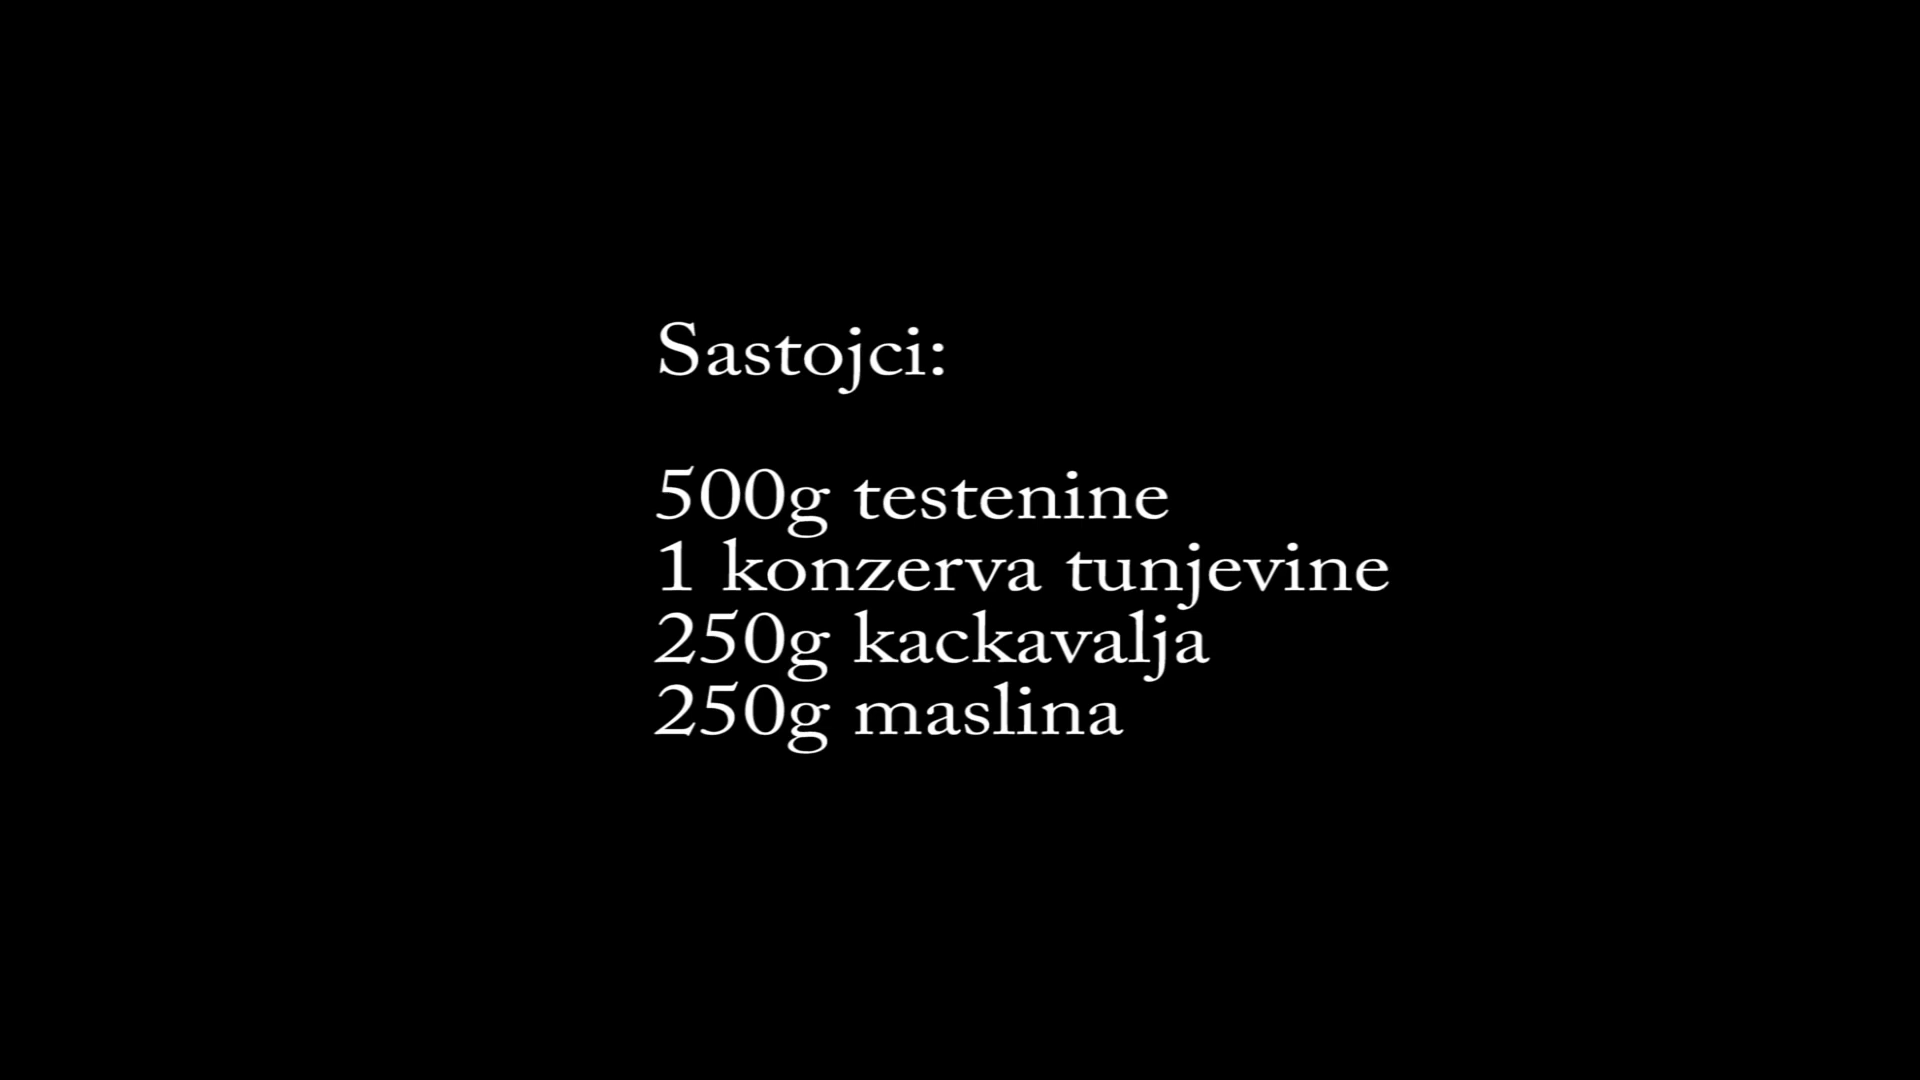 Sastojci:
500g testenine
1 konzerva tunjevine
250g kackavalja
250g maslina